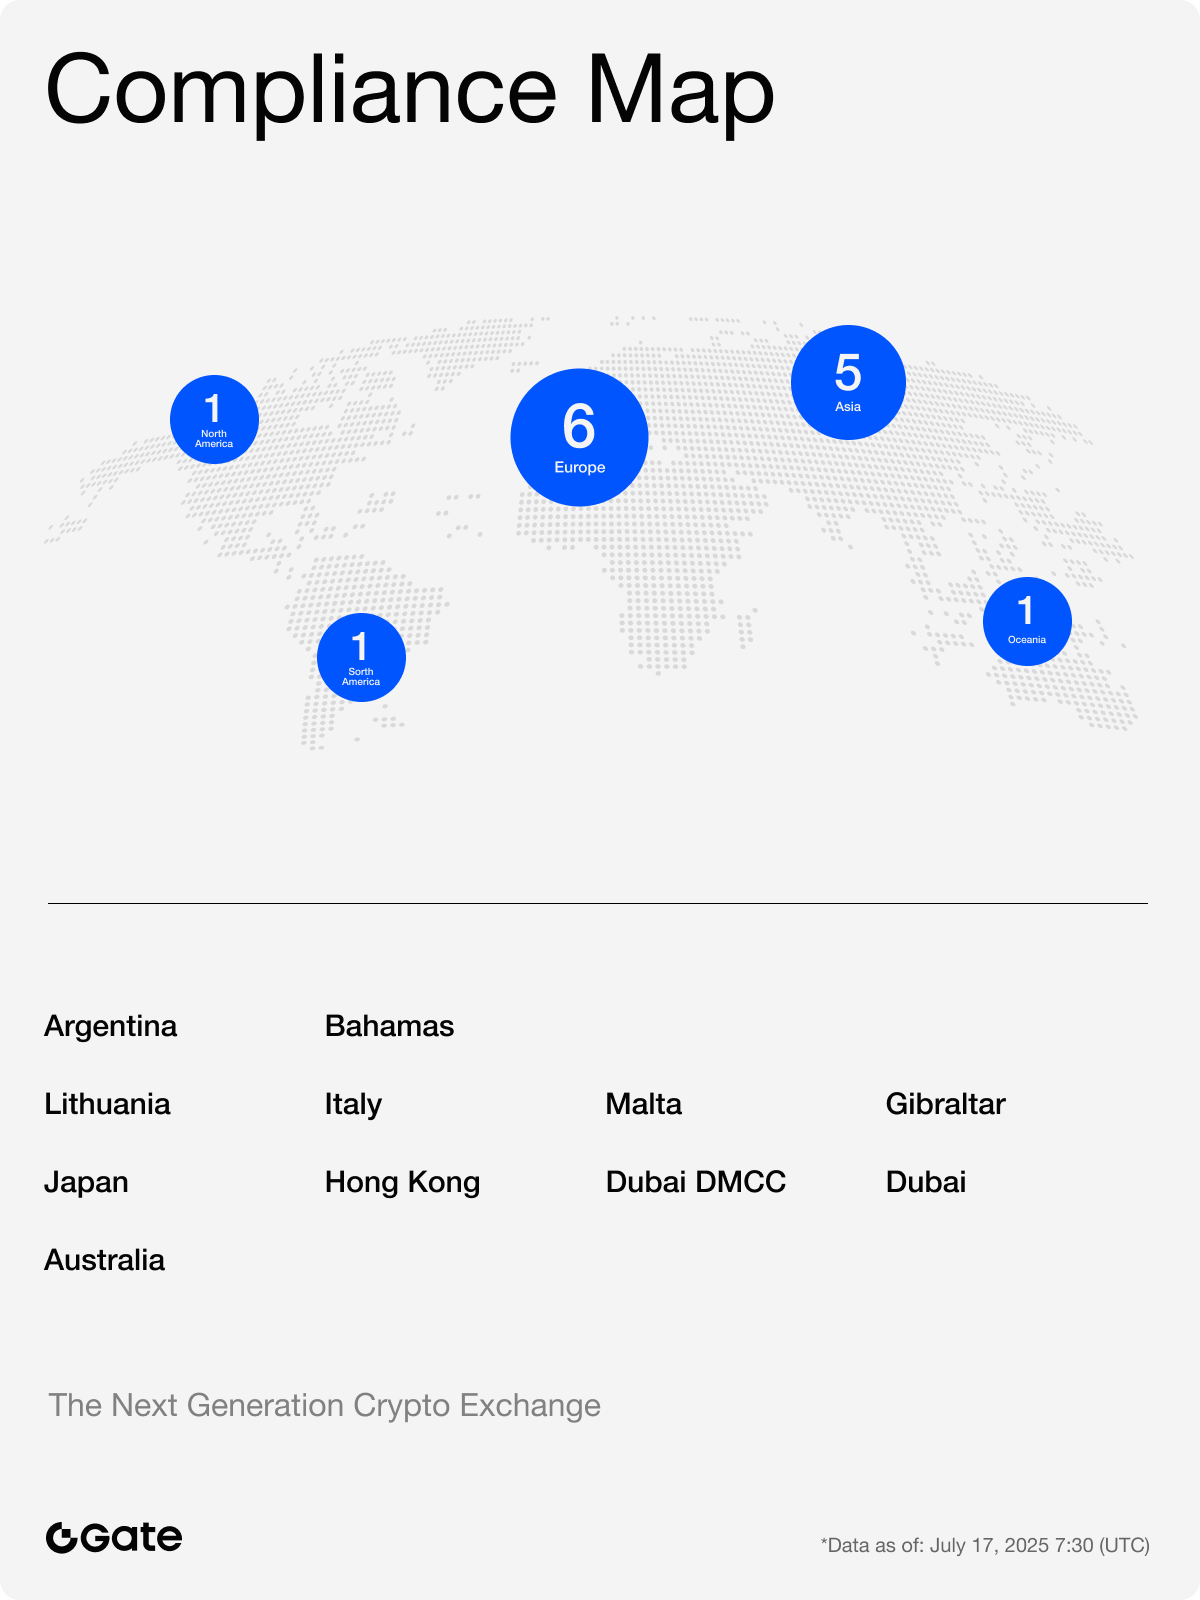 Compliance Map
1
North
America
6
Europe
5
Asia
1
Sorth
America
1
Oceania
Argentina Bahamas
Lithuania Italy Malta Gibraltar
Japan Hong Kong Dubai DMCC Dubai
Australia
The Next Generation Crypto Exchange
Gate
*Data as of: July 17, 2025 7:30 (UTC)